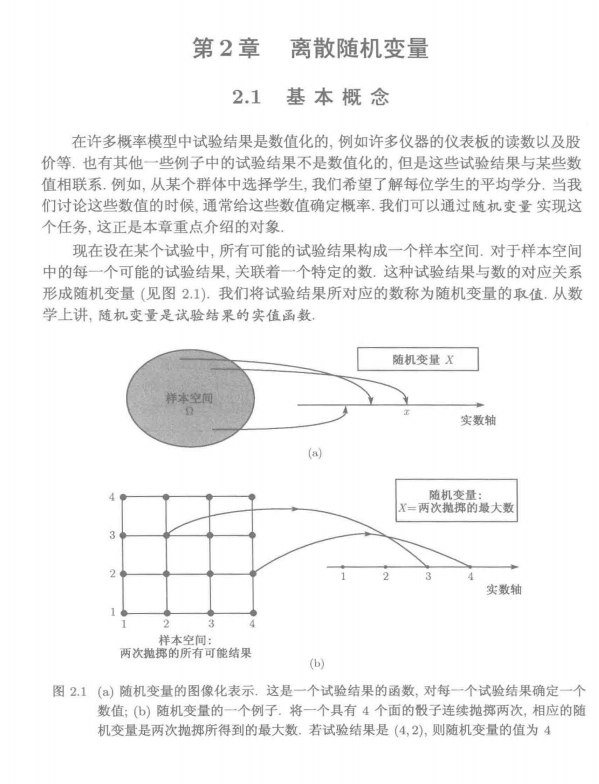 第2章 离散随机变量
2.1 基本概念
在许多概率模型中试验结果是数值化的, 例如许多仪器的仪表板的读数以及股
价等. 也有其他一些例子中的试验结果不是数值化的, 但是这些试验结果与某些数
值相联系. 例如, 从某个群体中选择学生, 我们希望了解每位学生的平均学分. 当我
们讨论这些数值的时候, 通常给这些数值确定概率. 我们可以通过随机变量 实现这
个任务, 这正是本章重点介绍的对象.
现在设在某个试验中, 所有可能的试验结果构成一个样本空间. 对于样本空间
中的每一个可能的试验结果, 关联着一个特定的数. 这种试验结果与数的对应关系
形成随机变量 (见图 2.1). 我们将试验结果所对应的数称为随机变量的取值. 从数
学上讲, 随机变量是试验结果的实值函数.
随机变量 X
样本空间
Ω
x
实数轴
(a)
4
3
2
1
1 2 3 4
样本空间:
两次抛掷的所有可能结果
随机变量:
X=两次抛掷的最大数
1 2 3 4
实数轴
(b)
图 2.1 (a) 随机变量的图像化表示. 这是一个试验结果的函数, 对每一个试验结果确定一个
数值; (b) 随机变量的一个例子. 将一个具有 4 个面的骰子连续抛掷两次, 相应的随
机变量是两次抛掷所得到的最大数. 若试验结果是 (4, 2), 则随机变量的值为 4